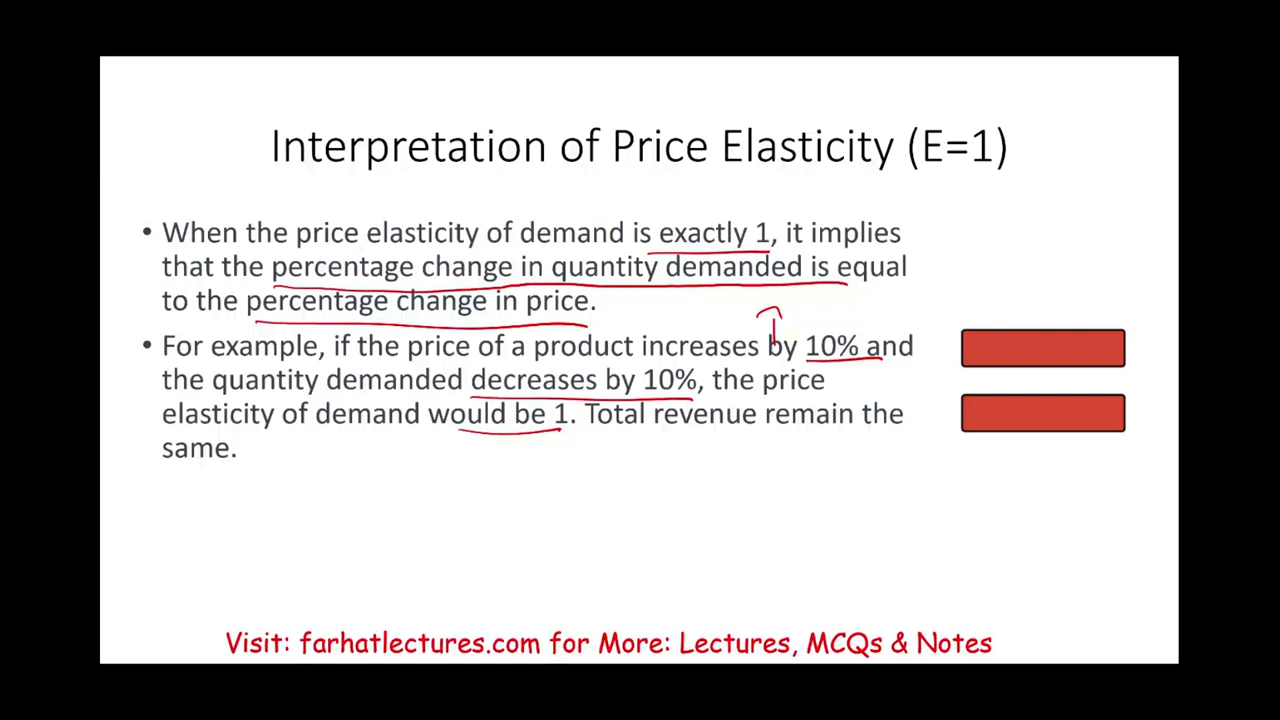 Interpretation of Price Elasticity (E=1)
• When the price elasticity of demand is exactly 1, it implies
that the percentage change in quantity demanded is equal
to the percentage change in price.
• For example, if the price of a product increases by 10% and
the quantity demanded decreases by 10%, the price
elasticity of demand would be 1. Total revenue remain the
same.
Visit: farhatlectures.com for More: Lectures, MCQs & Notes